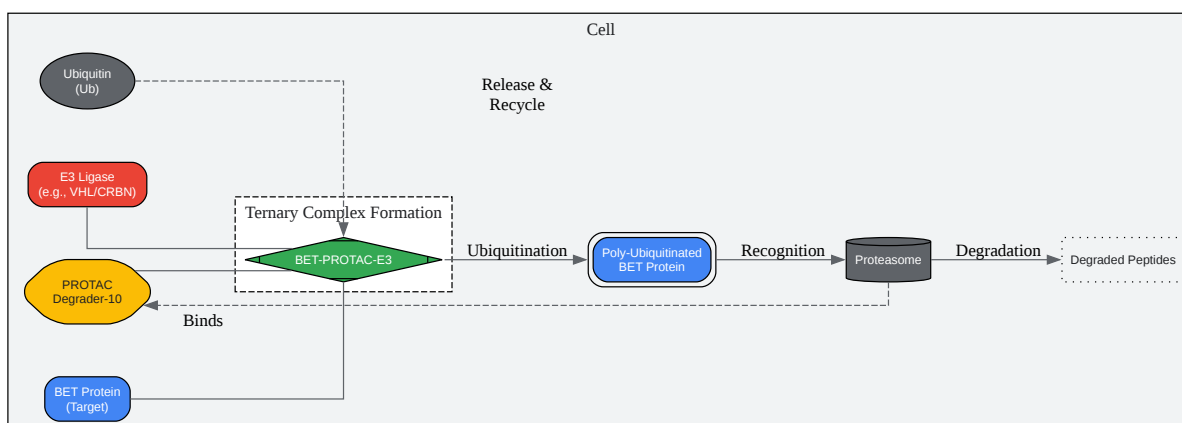 Cell
Ubiquitin
(Ub)
Release &
Recycle
E3 Ligase
(e.g., VHL/CRBN)
Ternary Complex Formation
BET-PROTAC-E3
Ubiquitination
Poly-Ubiquitinated
BET Protein
Recognition
Proteasome
Degradation
Degraded Peptides
PROTAC
Degrader-10
Binds
BET Protein
(Target)